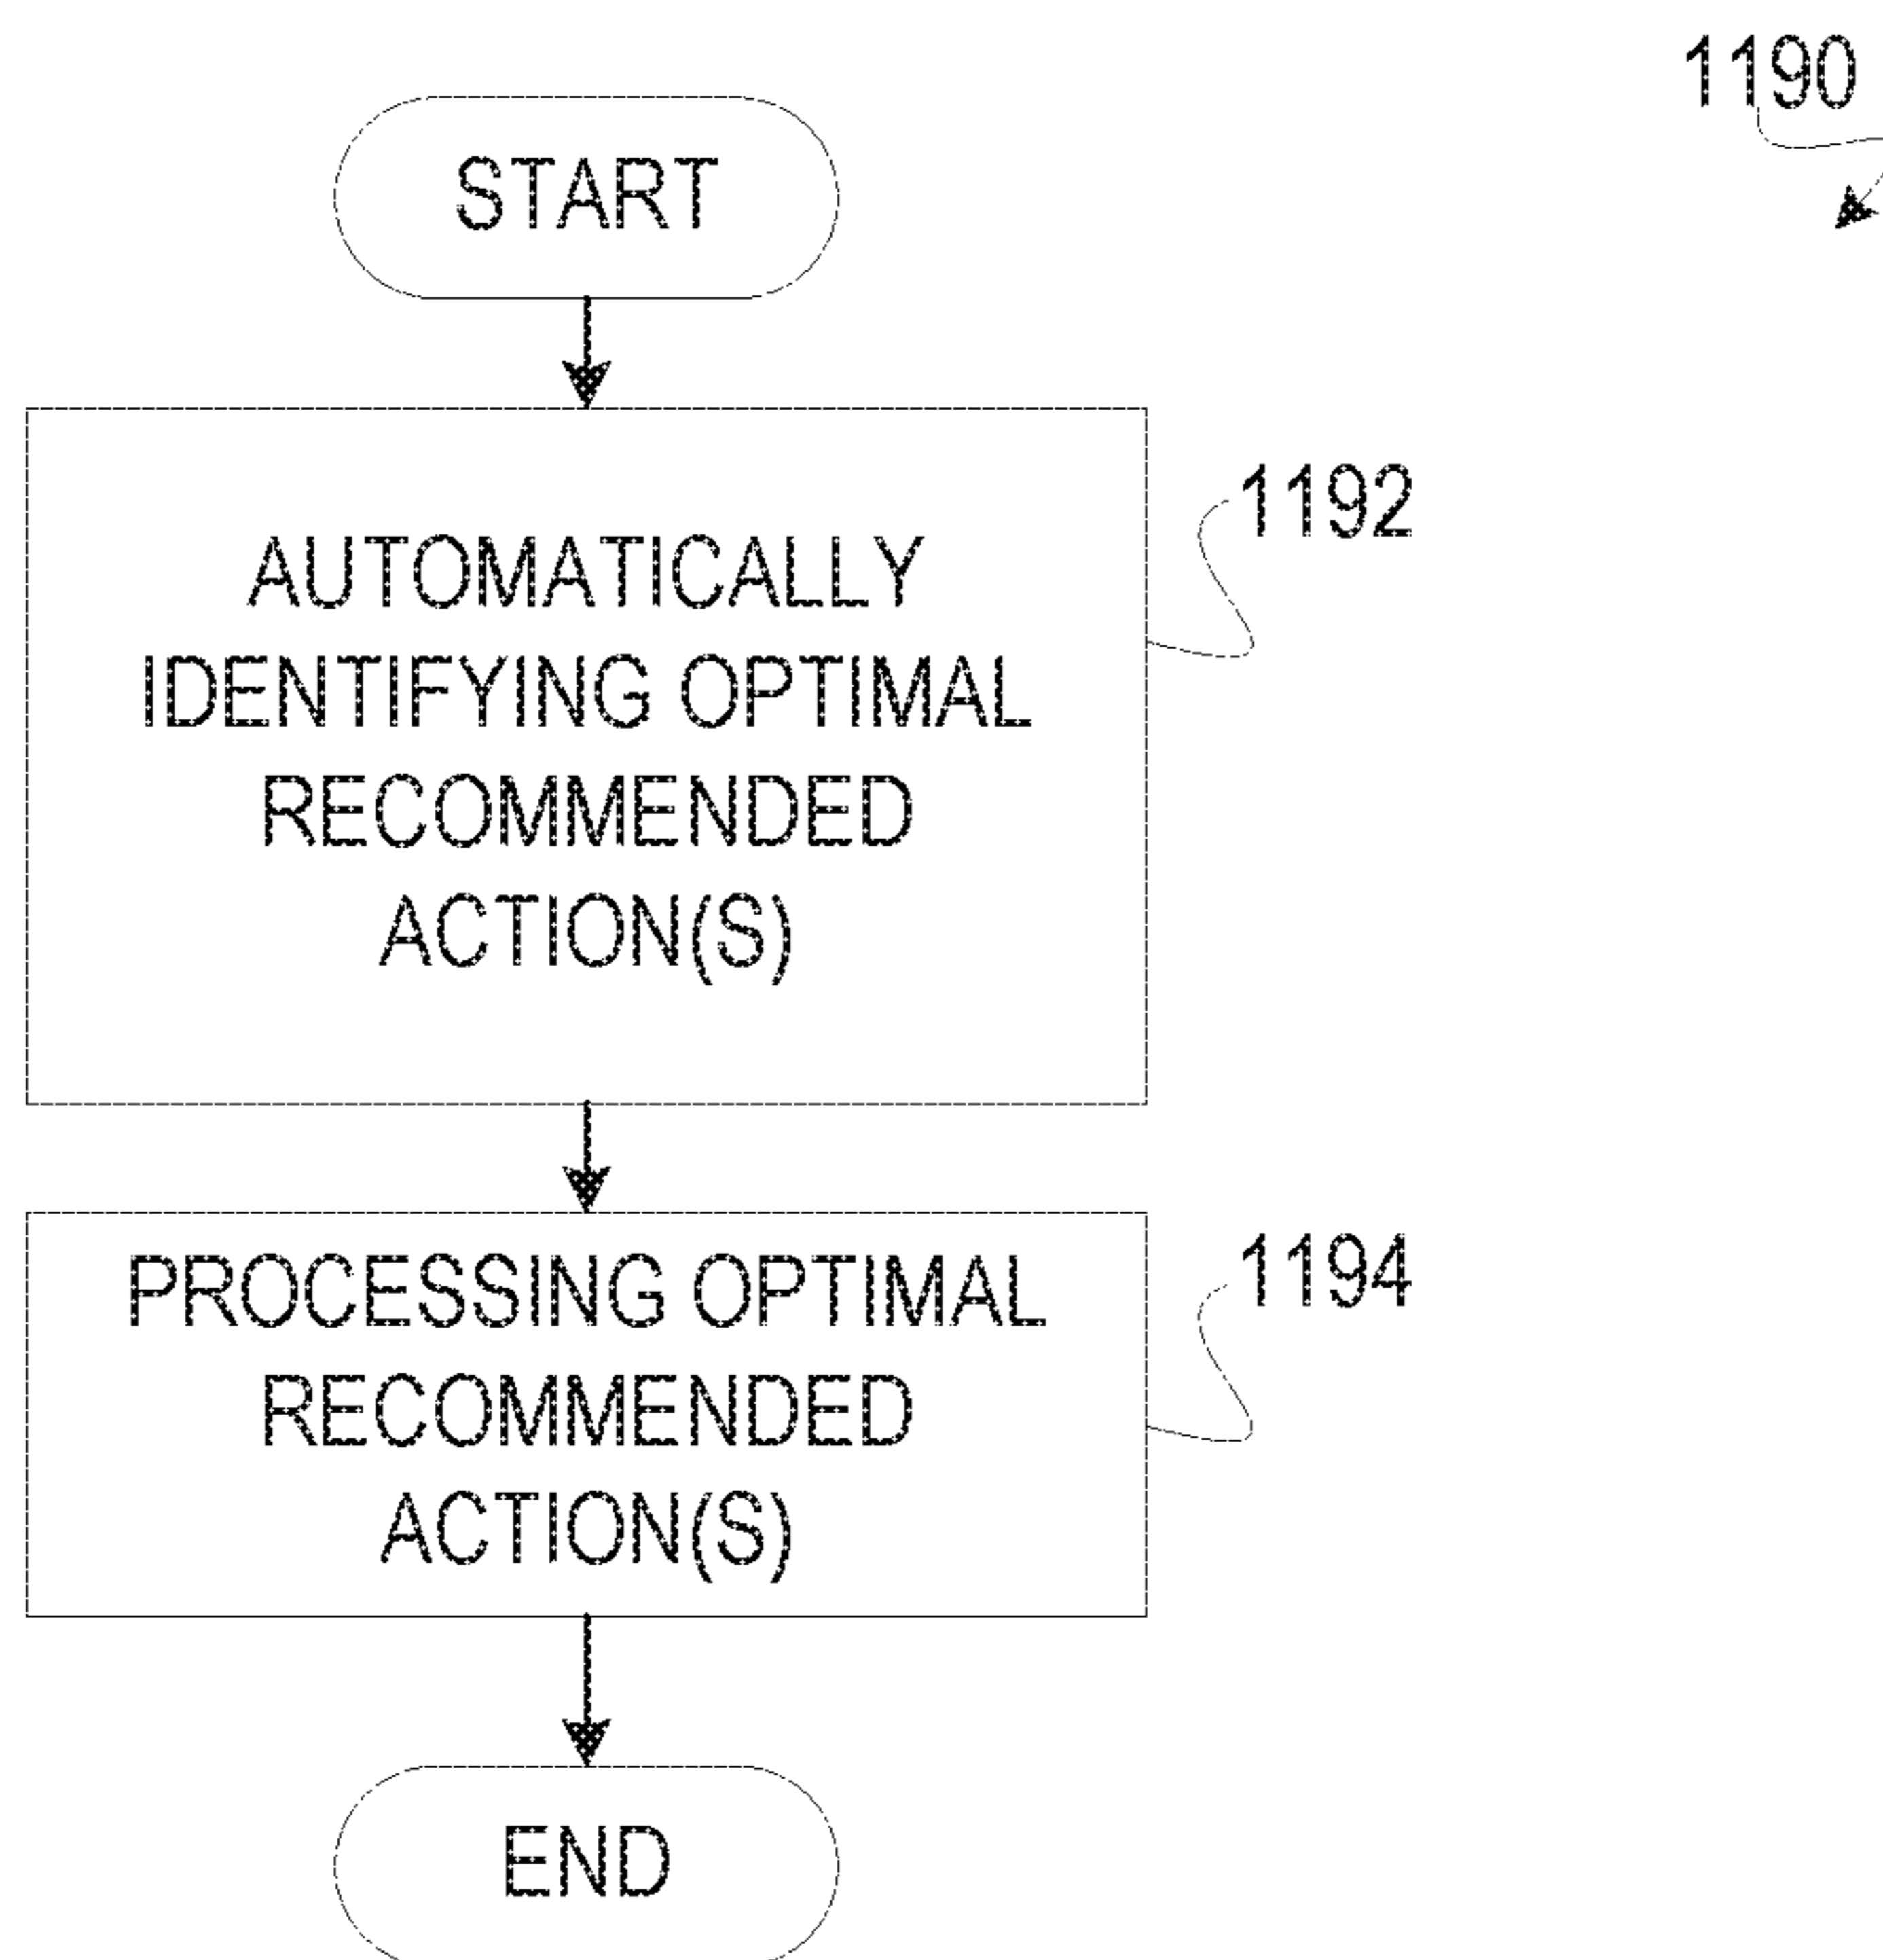 1190
START
1192
AUTOMATICALLY
IDENTIFYING OPTIMAL
RECOMMENDED
ACTION(S)
1194
PROCESSING OPTIMAL
RECOMMENDED
ACTION(S)
END